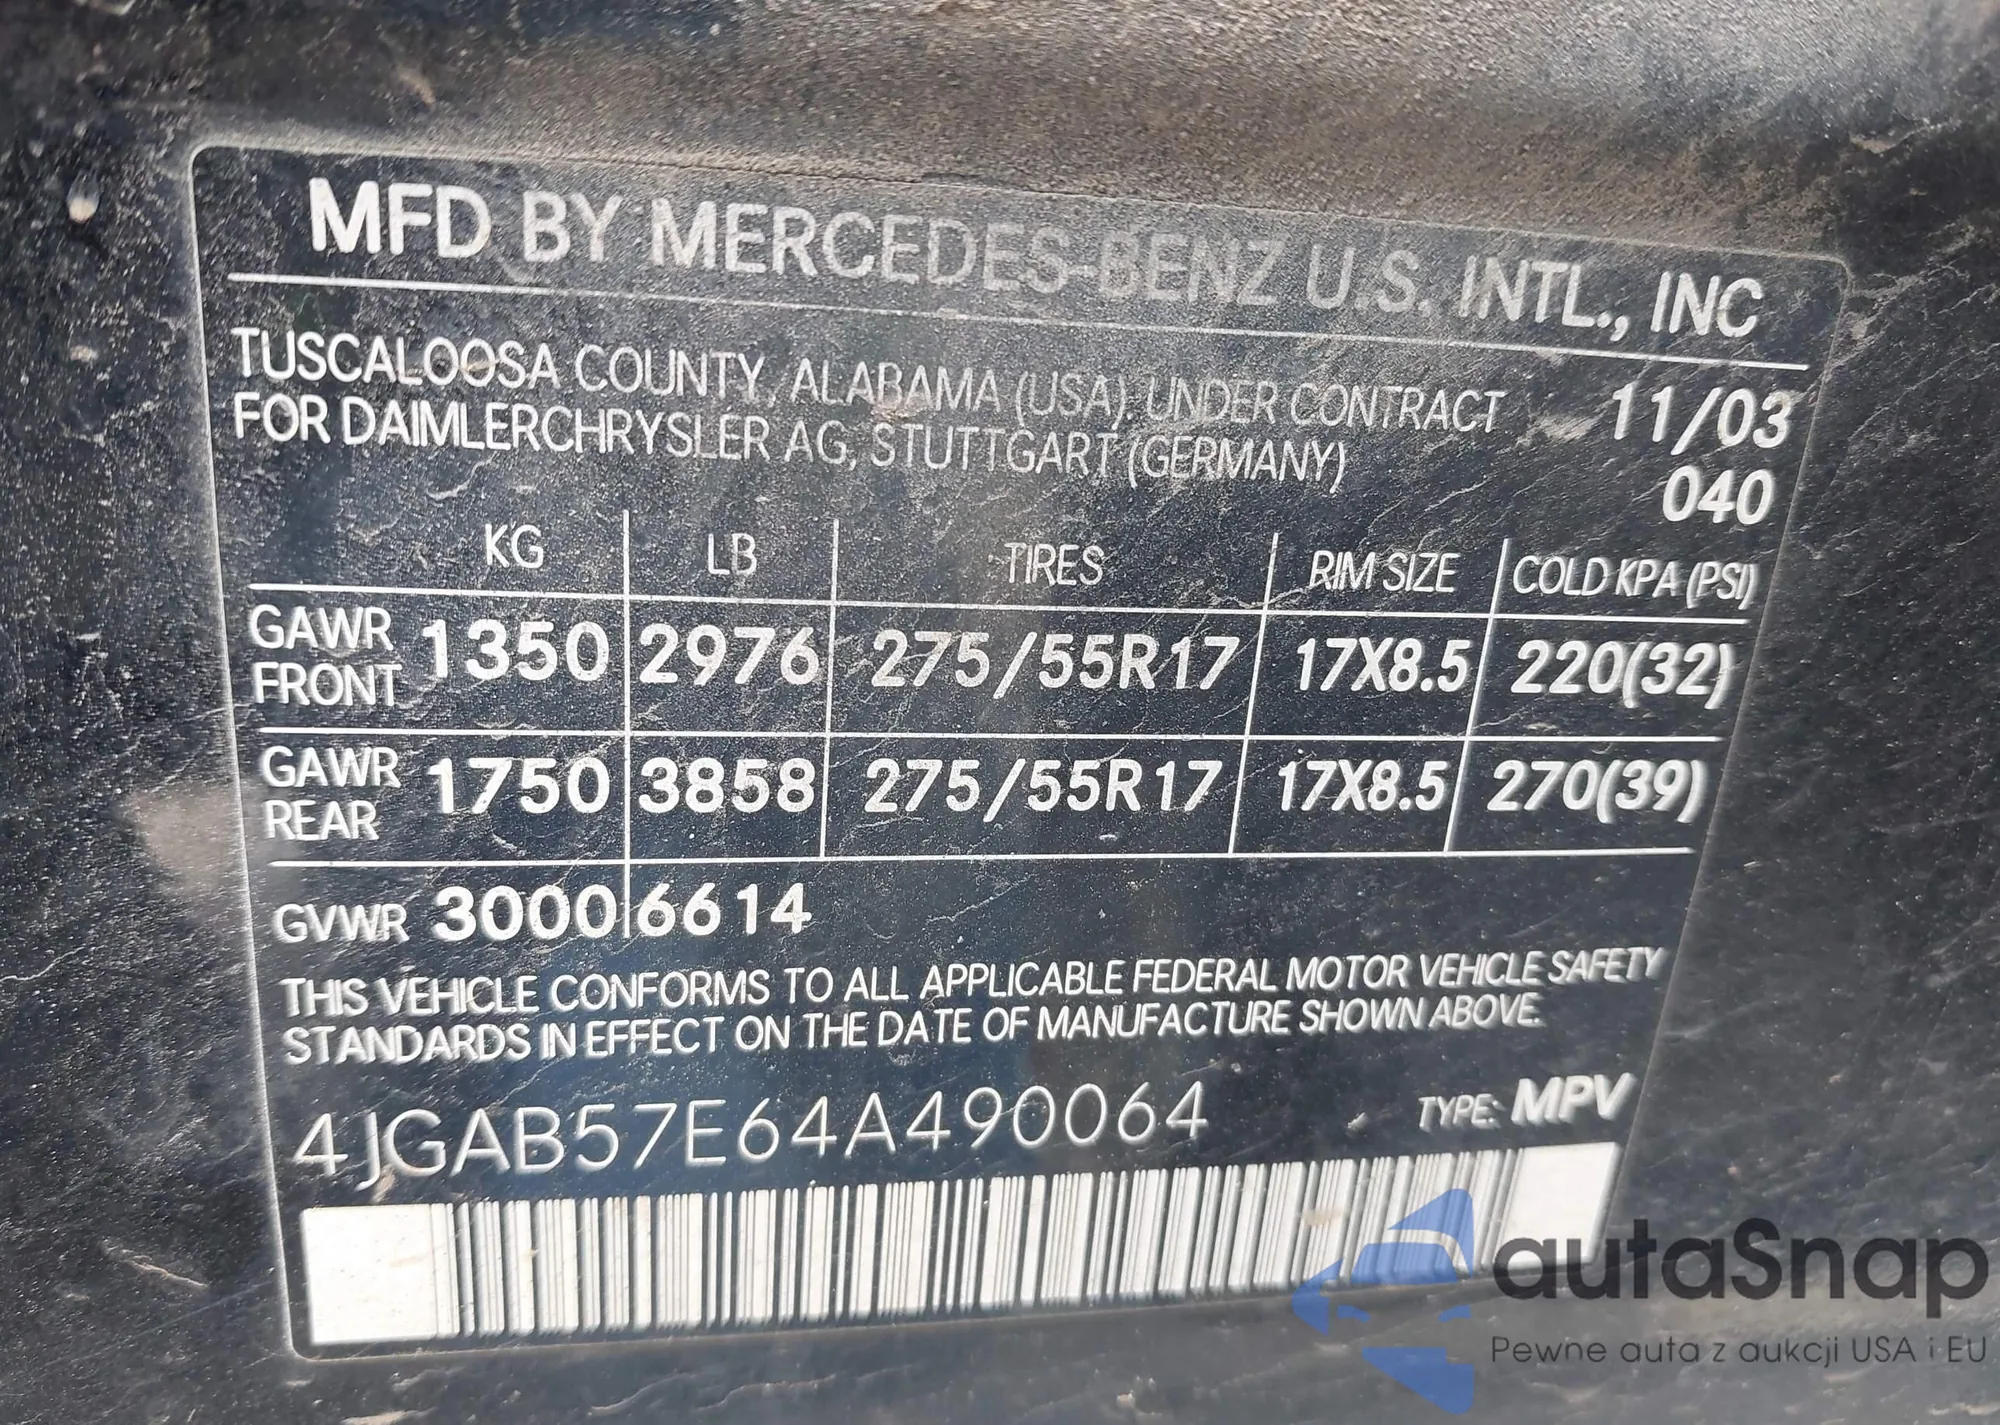 MFD BY MERCEDES-BENZ U.S. INTL., INC
TUSCALOOSA COUNTY, ALABAMA (USA). UNDER CONTRACT
FOR DAIMLERCHRYSLER AG, STUTTGART (GERMANY)
11/03
040
KG LB TIRES RIM SIZE COLD KPA (PSI)
GAWR FRONT 1350 2976 275/55R17 17X8.5 220(32)
GAWR REAR 1750 3858 275/55R17 17X8.5 270(39)
GVWR 3000 6614
THIS VEHICLE CONFORMS TO ALL APPLICABLE FEDERAL MOTOR VEHICLE SAFETY
STANDARDS IN EFFECT ON THE DATE OF MANUFACTURE SHOWN ABOVE.
4JGAB57E64A490064 TYPE: MPV
autaSnap
Pewne auta z aukcji USA i EU